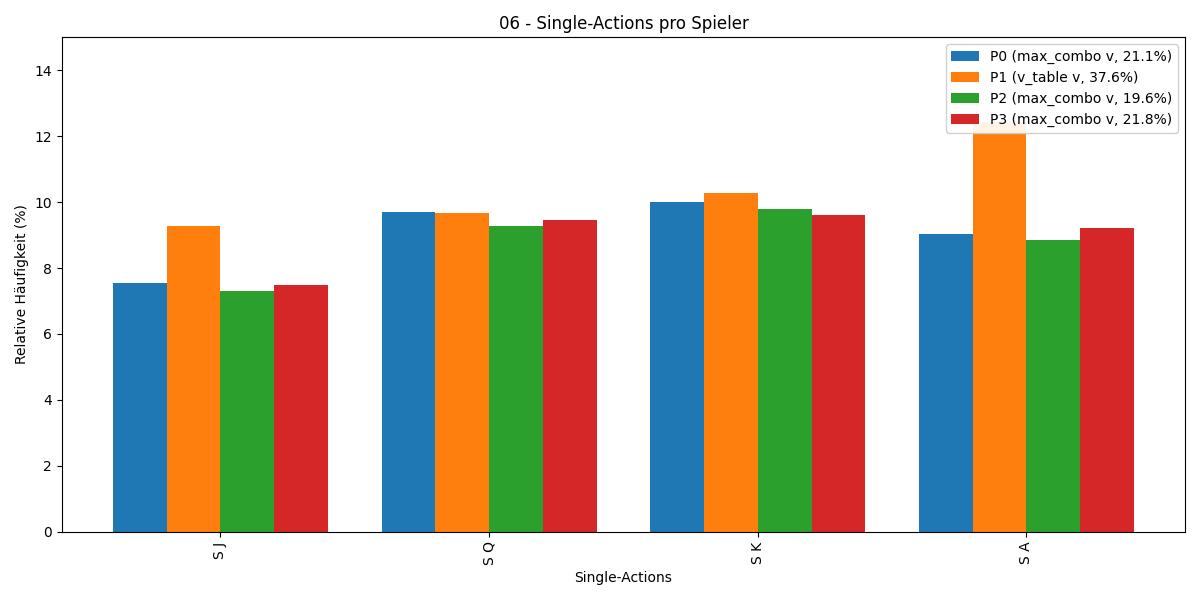 06 - Single-Actions pro Spieler
P0 (max_combo v, 21.1%)
P1 (v_table v, 37.6%)
P2 (max_combo v, 19.6%)
P3 (max_combo v, 21.8%)
Relative Häufigkeit (%)
14
12
10
8
6
4
2
0
S J
S Q
S K
S A
Single-Actions